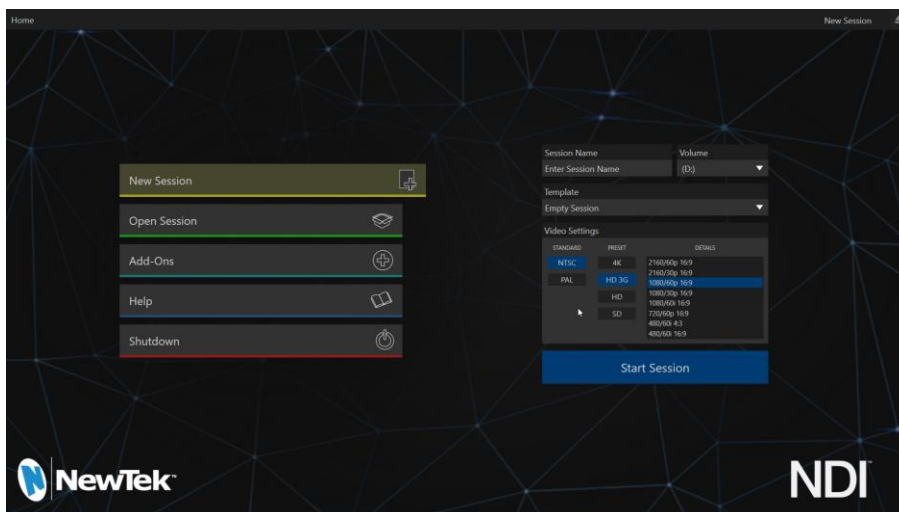 Home
New Session
New Session
Open Session
Add-Ons
Help
Shutdown
Session Name
Volume
Enter Session Name
(D:)
Template
Empty Session
Video Settings
STANDARD
PRESET
DETAILS
NTSC
PAL
4K
HD 3G
HD
SD
2160/60p 16:9
2160/30p 16:9
1080/60p 16:9
1080/30p 16:9
1080/60i 16:9
720/60p 16:9
480/60i 4:3
480/60i 16:9
Start Session
NewTek™
NDI™